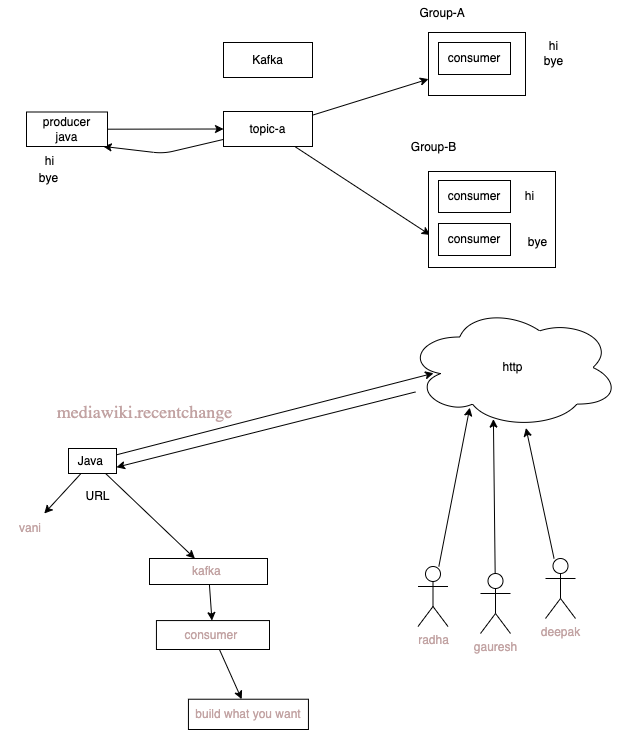 Group-A
Kafka
consumer
hi
bye
producer
java
topic-a
hi
bye
Group-B
consumer
hi
consumer
bye
http
mediawiki.recentchange
Java
URL
vani
kafka
consumer
build what you want
radha
gauresh
deepak